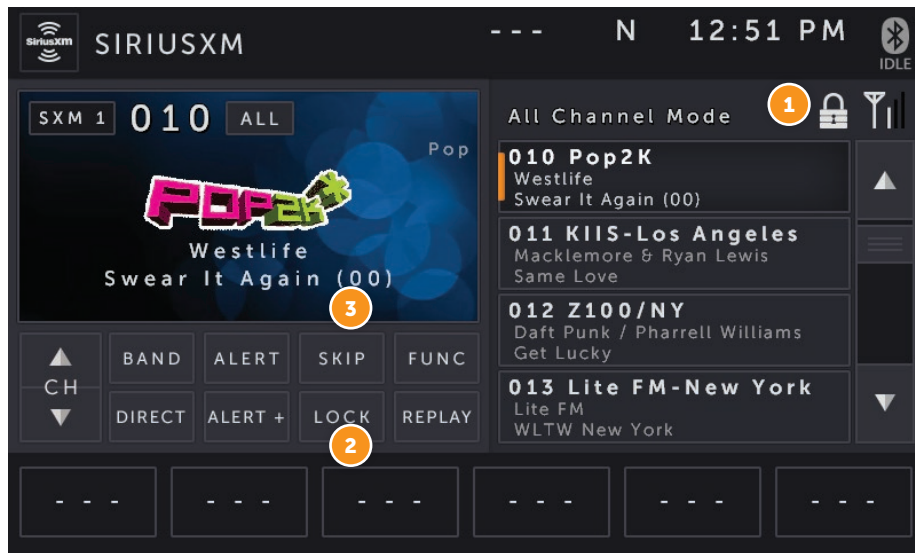 SiriusXM
SIRIUSXM
- - - N 12:51 PM
IDLE
SXM 1 010 ALL
Pop
POP2K
Westlife
Swear It Again (00)
3
CH
BAND ALERT SKIP FUNC
DIRECT ALERT + LOCK REPLAY
2
All Channel Mode 1
010 Pop2K
Westlife
Swear It Again (00)
011 KIIS-Los Angeles
Macklemore & Ryan Lewis
Same Love
012 Z100/NY
Daft Punk / Pharrell Williams
Get Lucky
013 Lite FM-New York
Lite FM
WLTW New York
- - - - - - - - - - - - - - - - - -